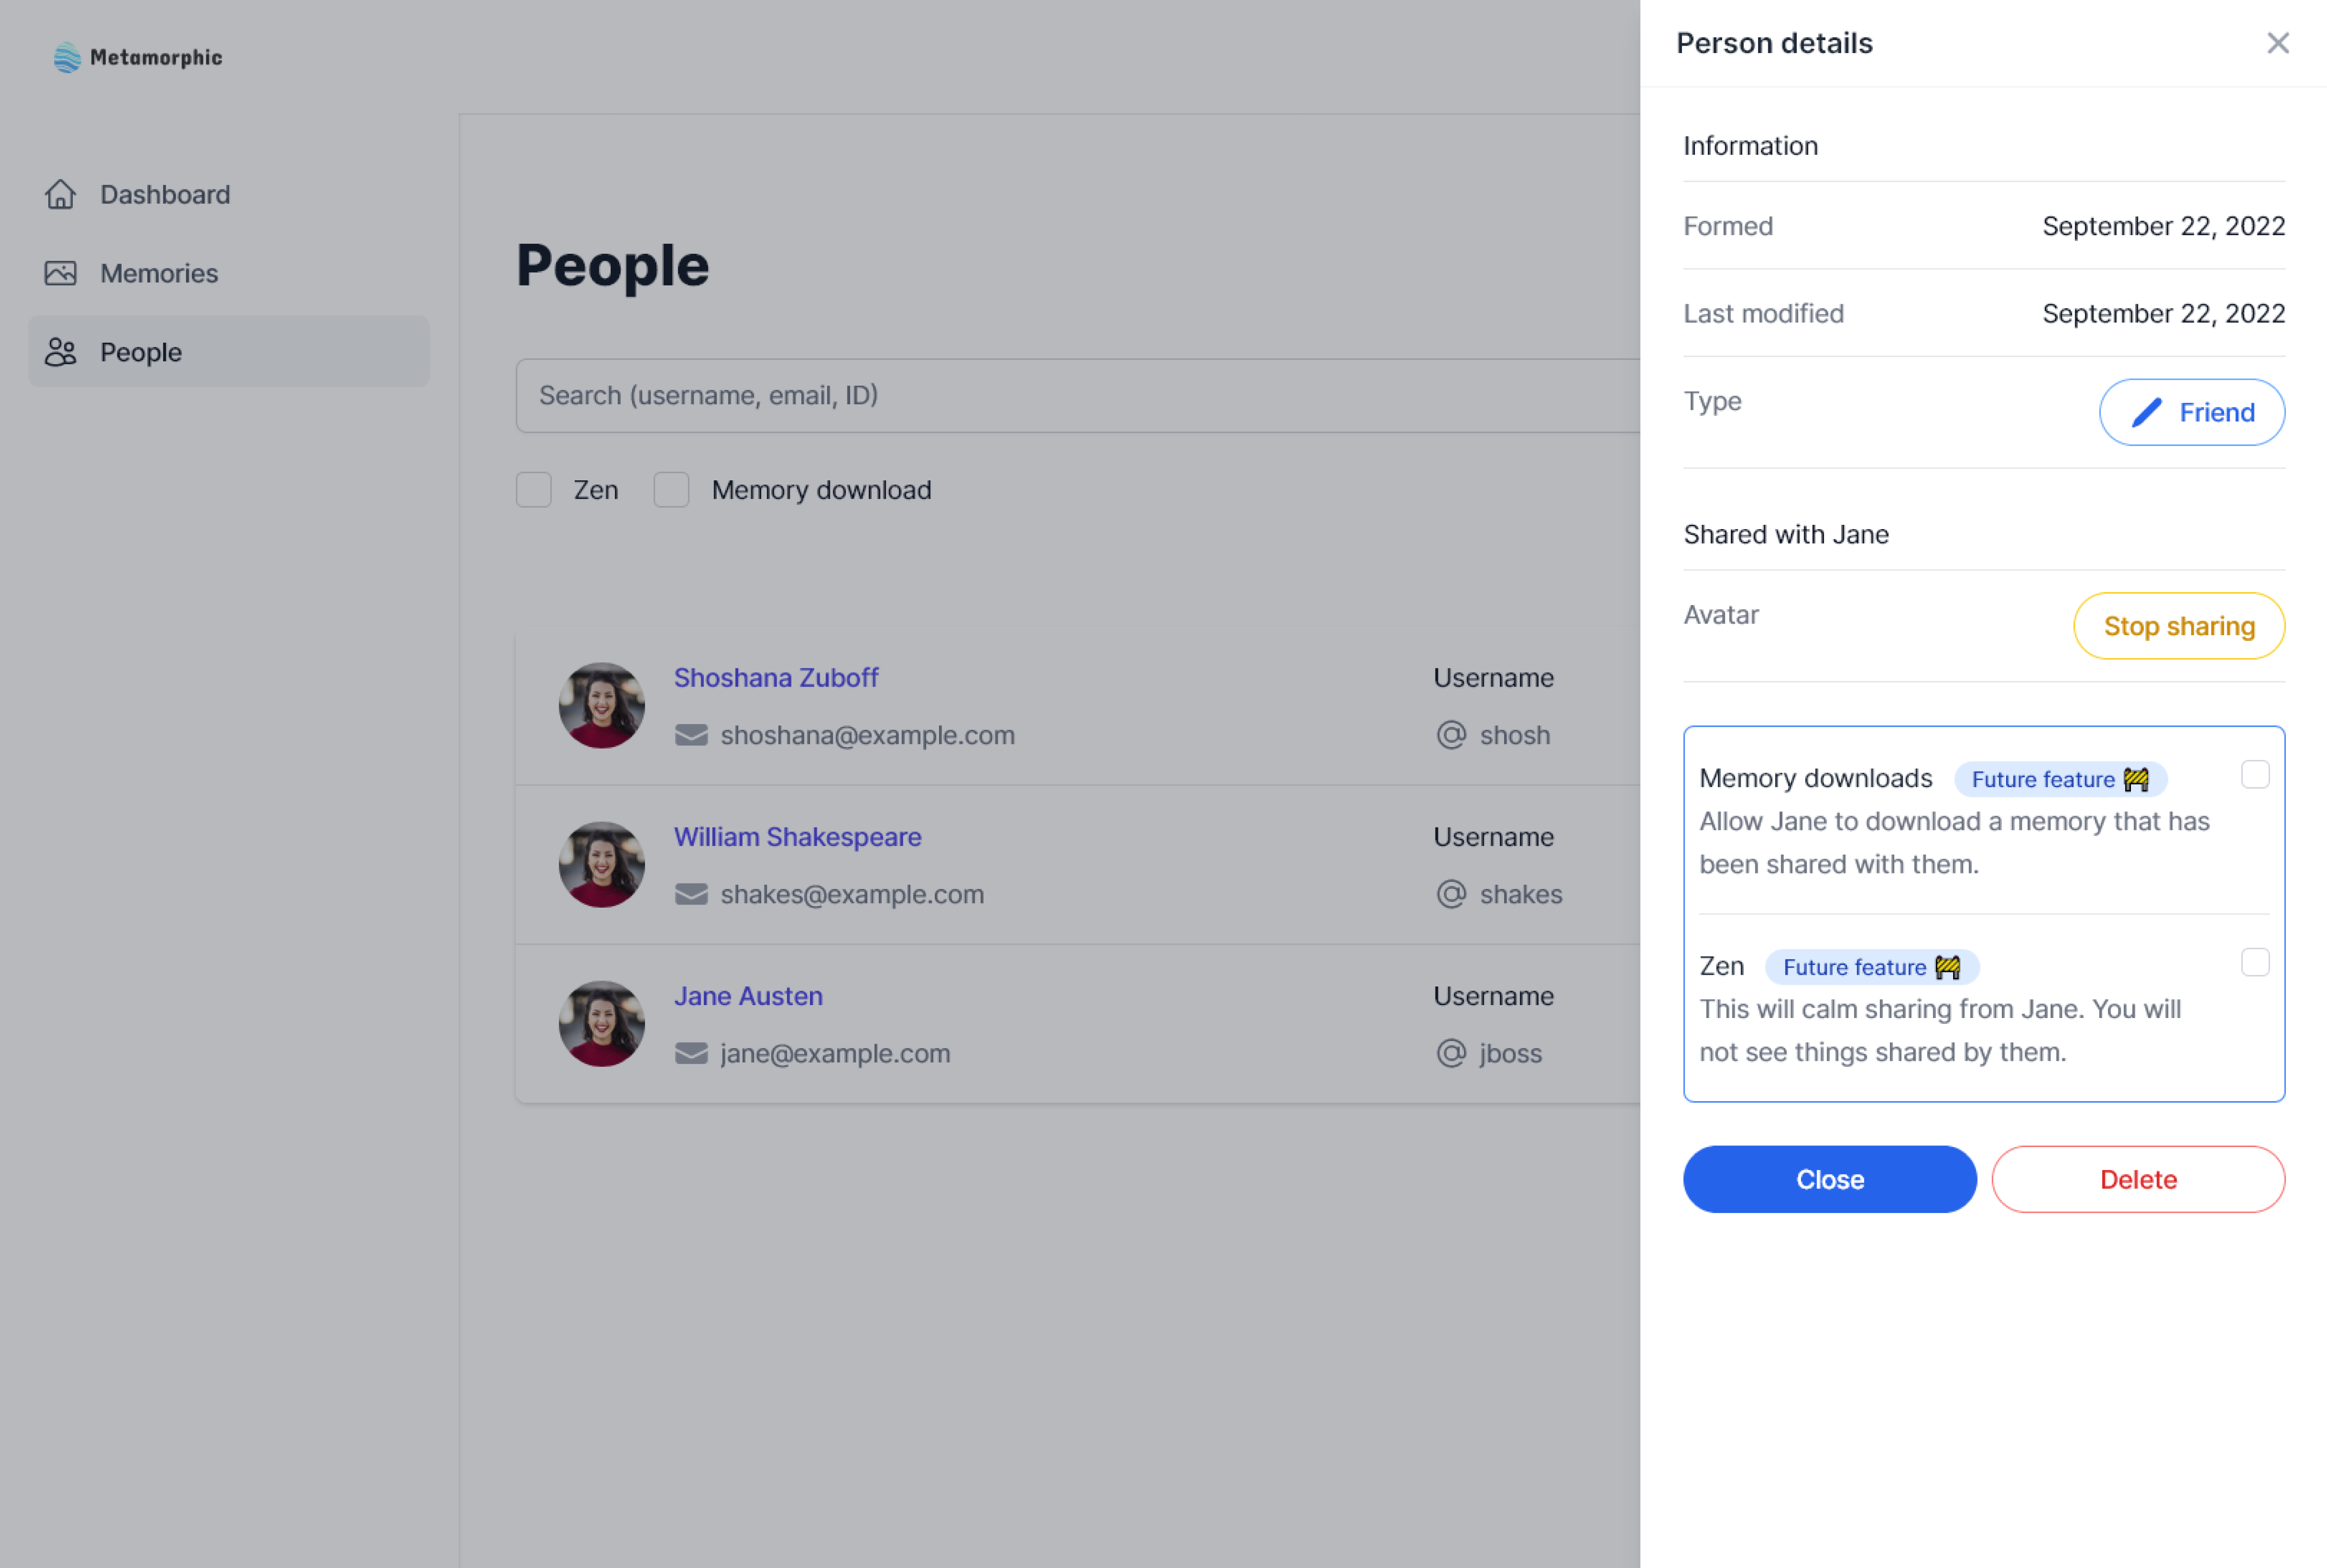 Metamorphic
Dashboard
Memories
People
People
Search (username, email, ID)
Zen
Memory download
Shoshana Zuboff
shoshana@example.com
Username
shosh
William Shakespeare
shakes@example.com
Username
shakes
Jane Austen
jane@example.com
Username
jboss
Person details
Information
Formed September 22, 2022
Last modified September 22, 2022
Type Friend
Shared with Jane
Avatar Stop sharing
Memory downloads Future feature 🚧
Allow Jane to download a memory that has
been shared with them.
Zen Future feature 🚧
This will calm sharing from Jane. You will
not see things shared by them.
Close Delete